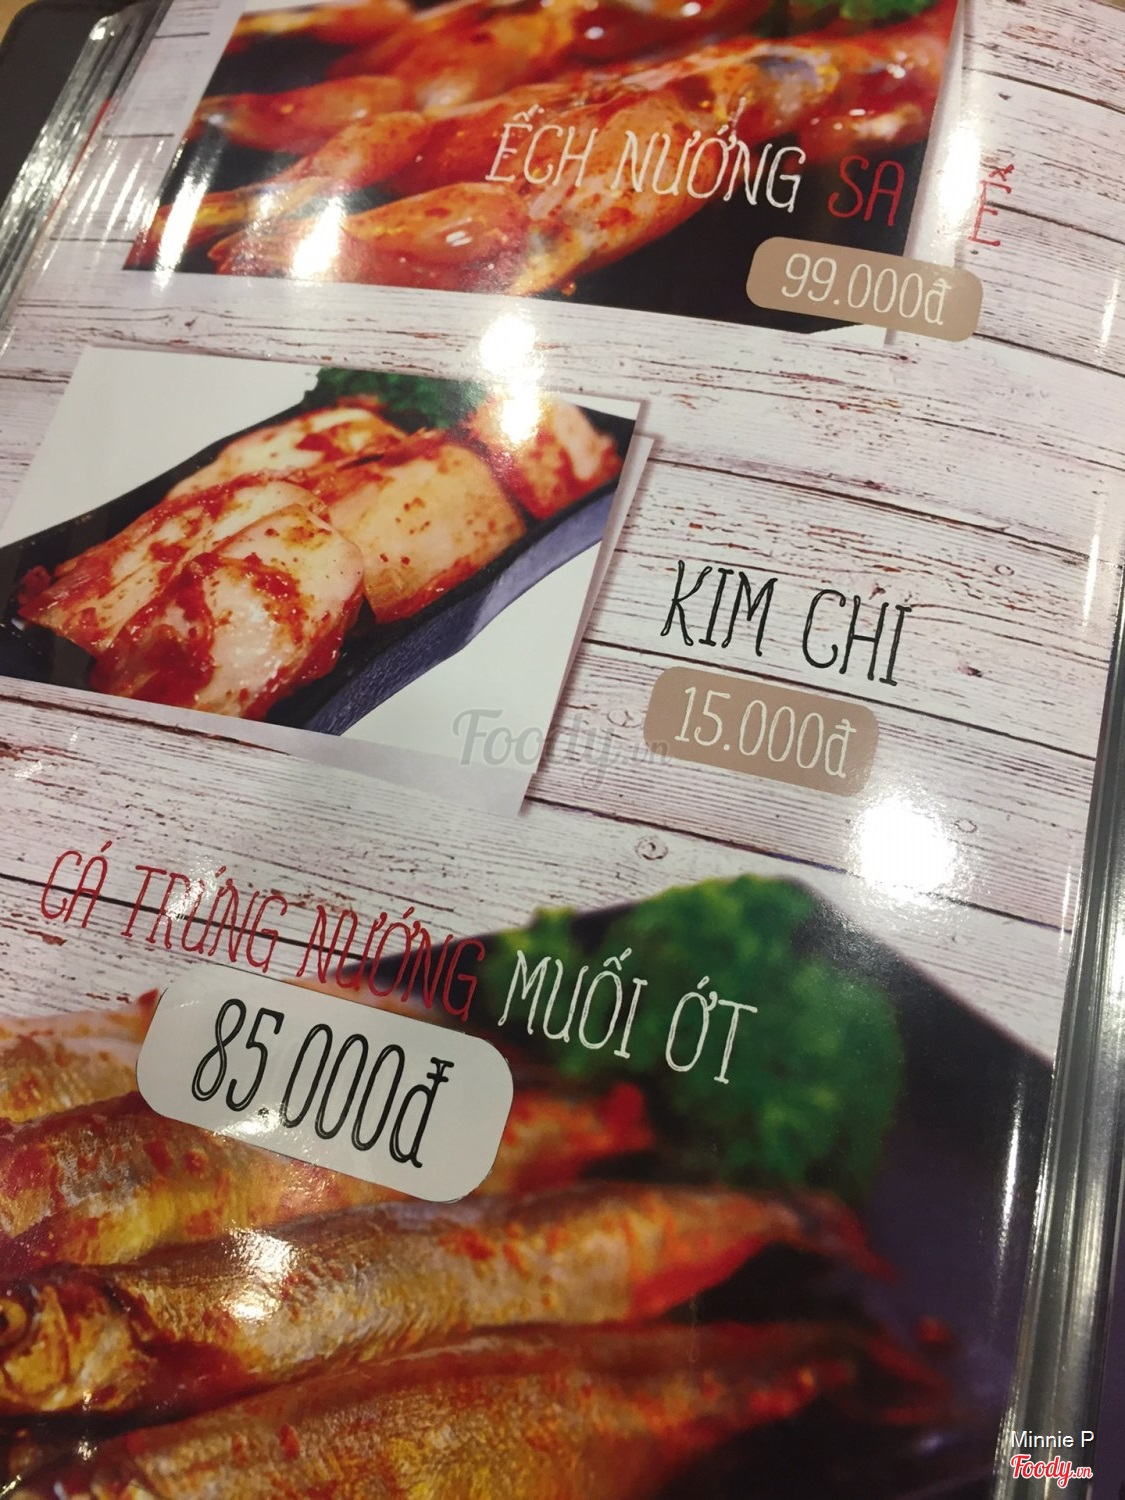 ẾCH NƯỚNG SA
TẾ
99.000đ
KIM CHI
15.000đ
Foody.vn
CÁ TRỨNG NƯỚNG MUỐI ỚT
85.000đ
Minnie P
Foody.vn